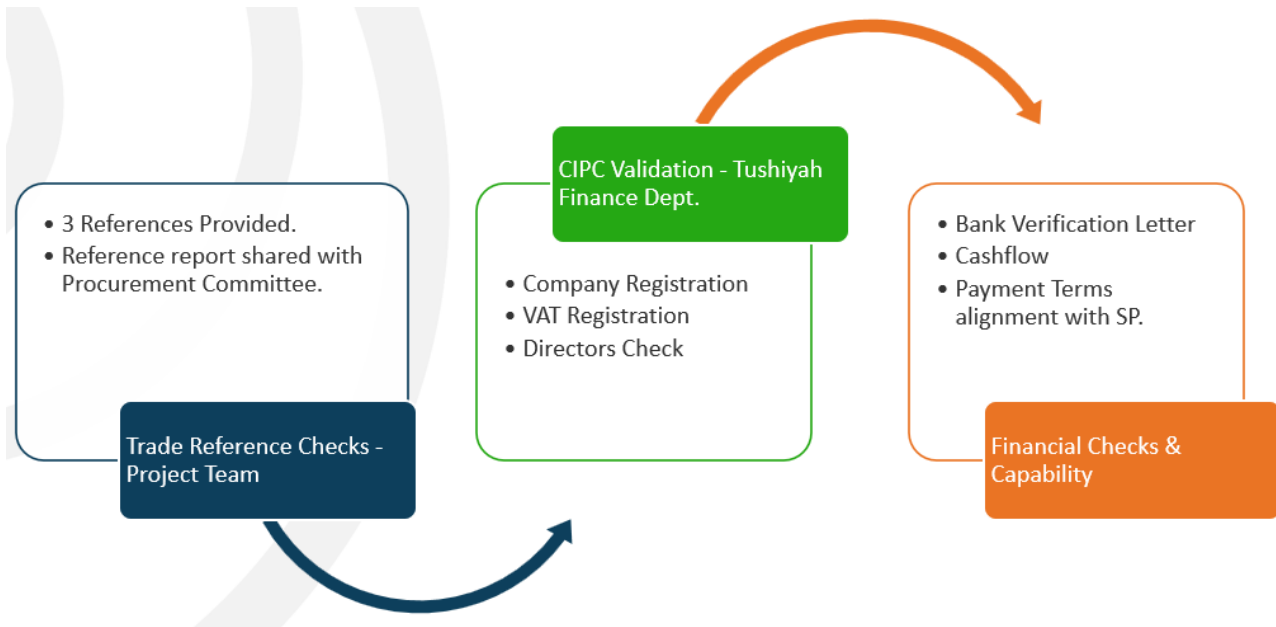 • 3 References Provided.
• Reference report shared with
Procurement Committee.
Trade Reference Checks -
Project Team
CIPC Validation - Tushiyah
Finance Dept.
• Company Registration
• VAT Registration
• Directors Check
• Bank Verification Letter
• Cashflow
• Payment Terms
alignment with SP.
Financial Checks &
Capability